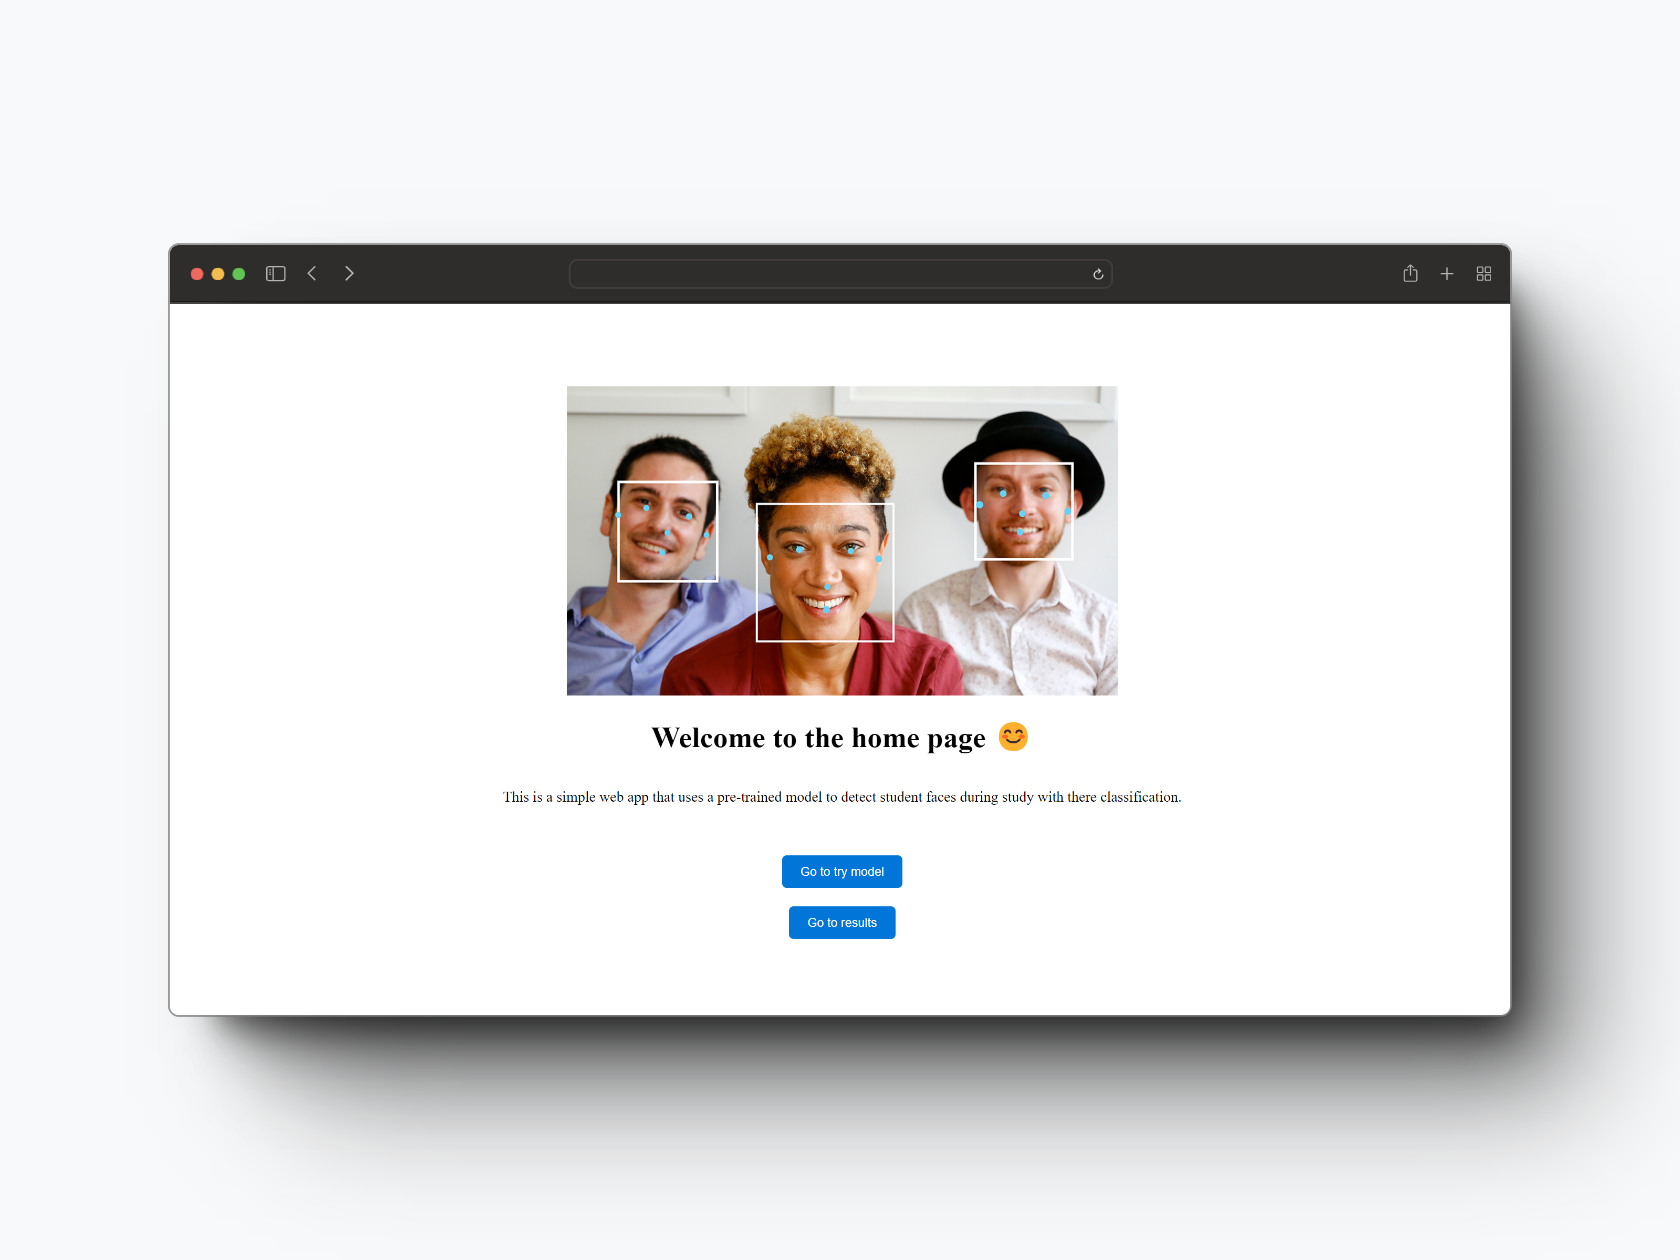 Welcome to the home page 😊
This is a simple web app that uses a pre-trained model to detect student faces during study with there classification.
Go to try model
Go to results